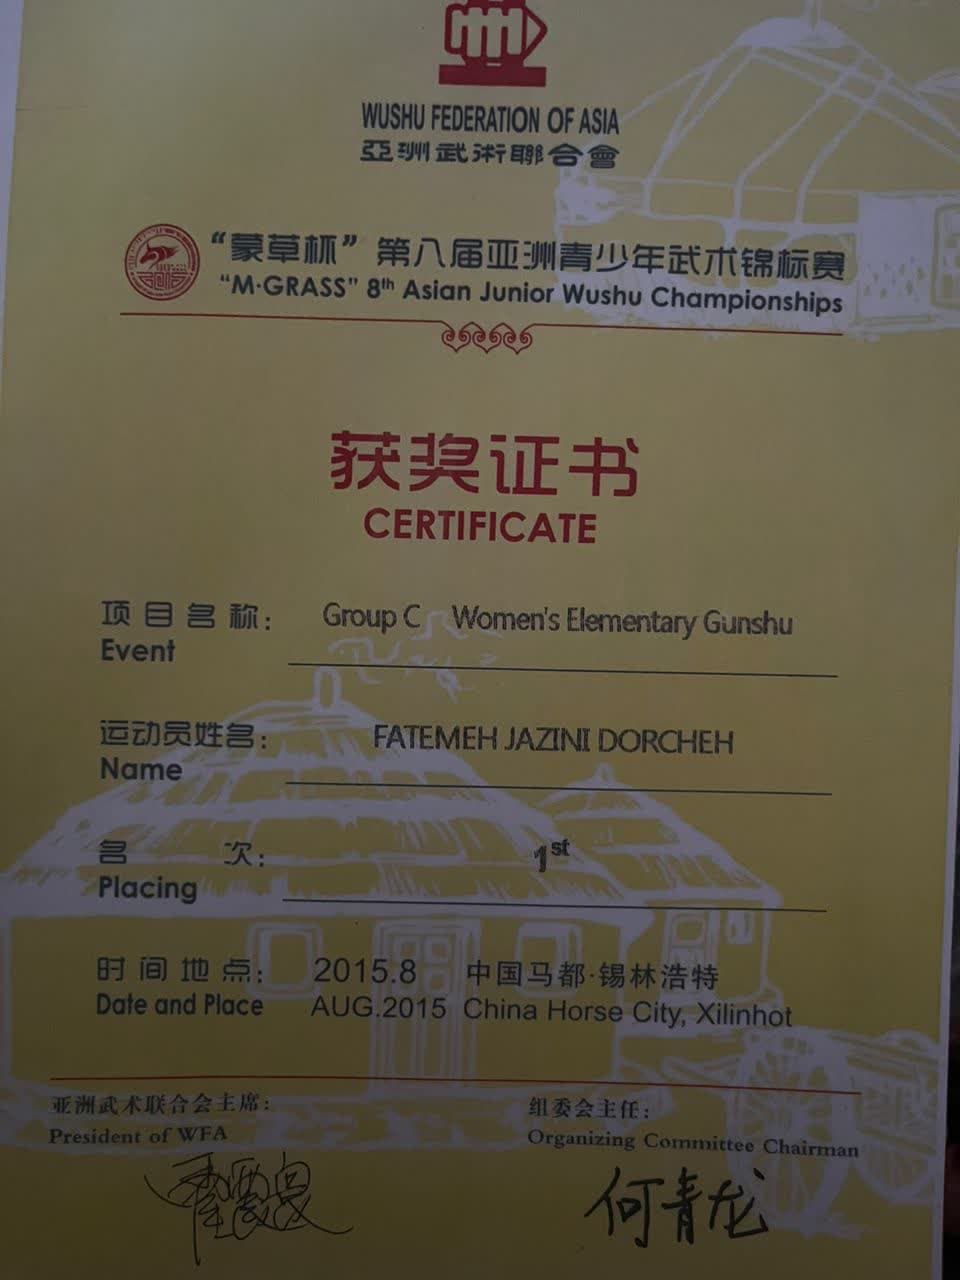 WUSHU FEDERATION OF ASIA
亞洲武術聯合會
“蒙草杯”第八届亚洲青少年武术锦标赛
“M·GRASS” 8th Asian Junior Wushu Championships
获奖证书
CERTIFICATE
项目名称: Group C Women's Elementary Gunshu
Event
运动员姓名: FATEMEH JAZINI DORCHEH
Name
名次: 1st
Placing
时间地点: 2015.8 中国马都·锡林浩特
Date and Place AUG.2015 China Horse City, Xilinhot
亚洲武术联合会主席: 组委会主任:
President of WFA Organizing Committee Chairman
何青龙